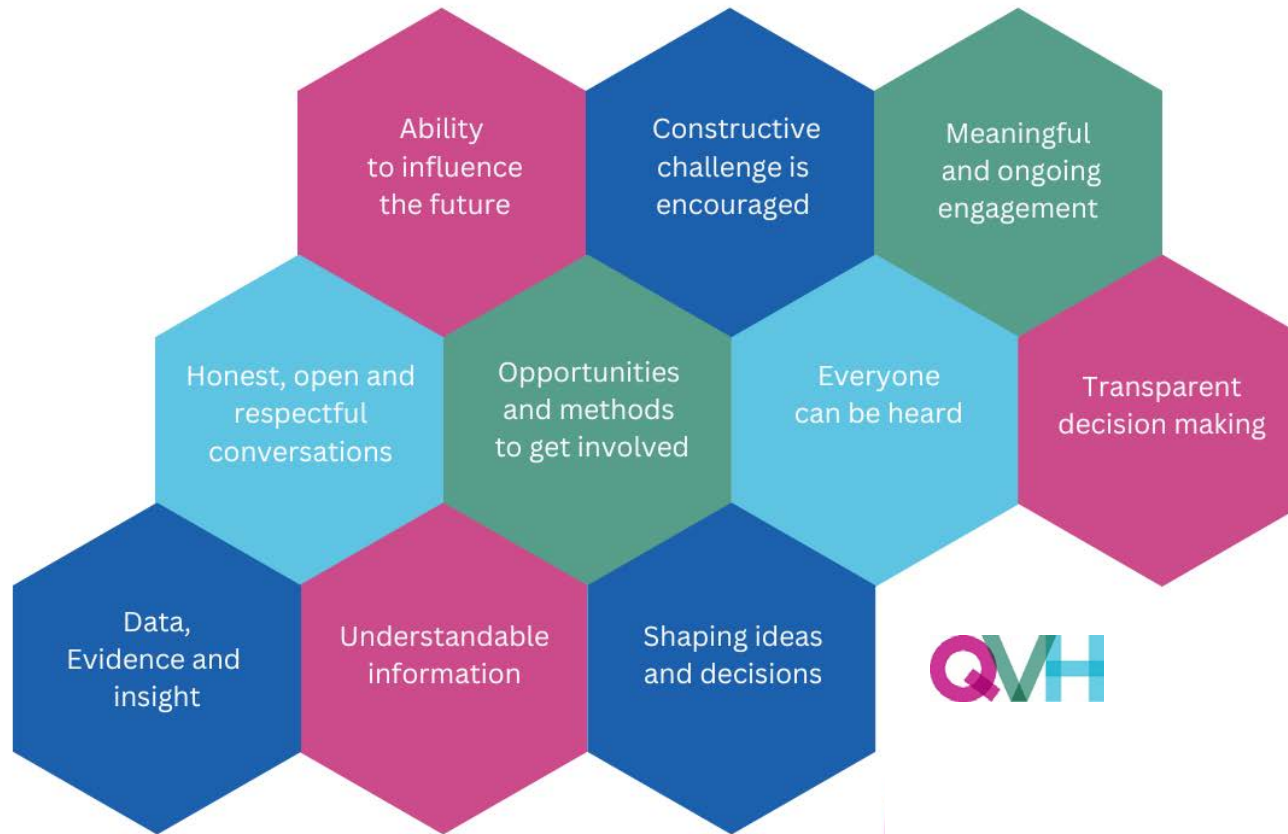 Ability
to influence
the future
Constructive
challenge is
encouraged
Meaningful
and ongoing
engagement
Honest, open and
respectful
conversations
Opportunities
and methods
to get involved
Everyone
can be heard
Transparent
decision making
Data,
Evidence and
insight
Understandable
information
Shaping ideas
and decisions
QVH